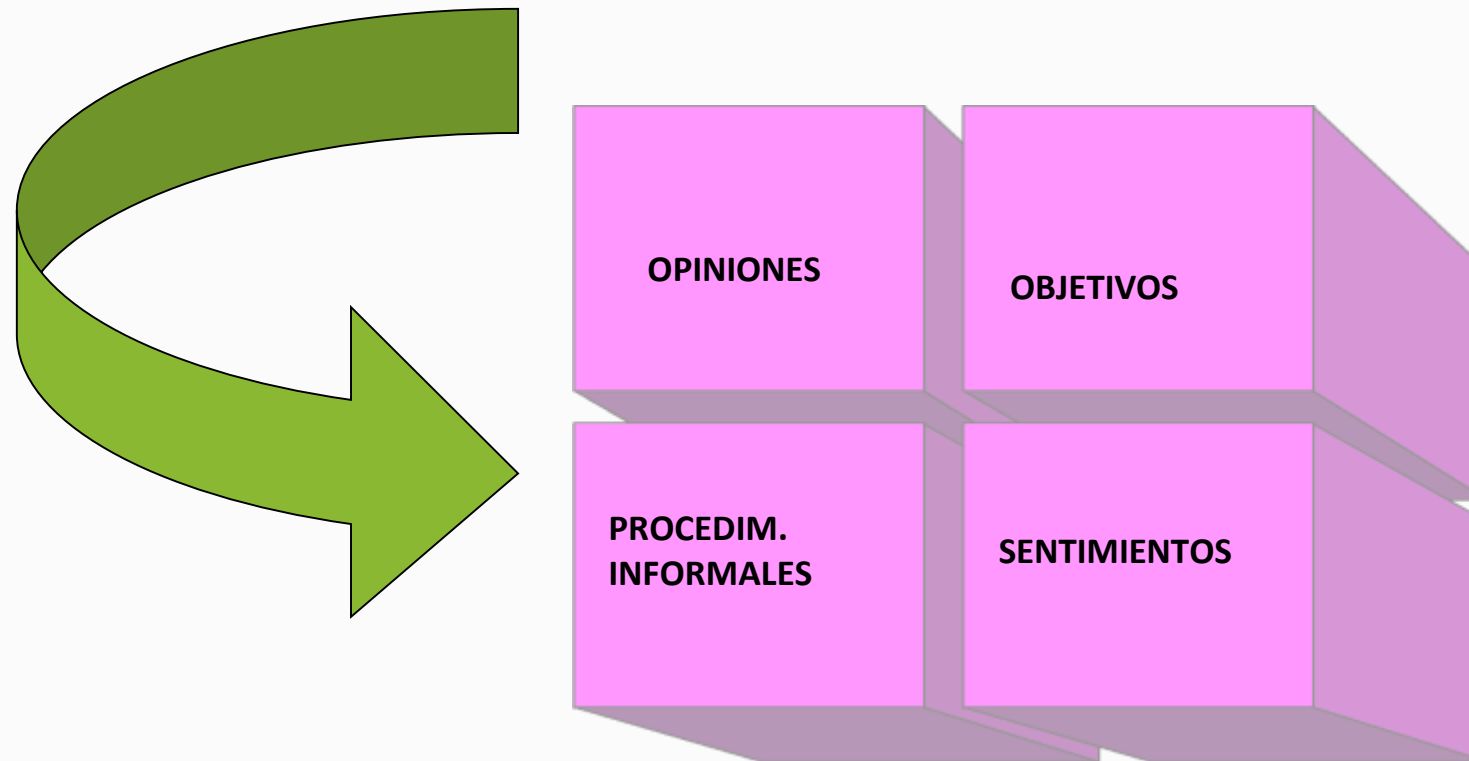 OPINIONES
OBJETIVOS
PROCEDIM.
INFORMALES
SENTIMIENTOS